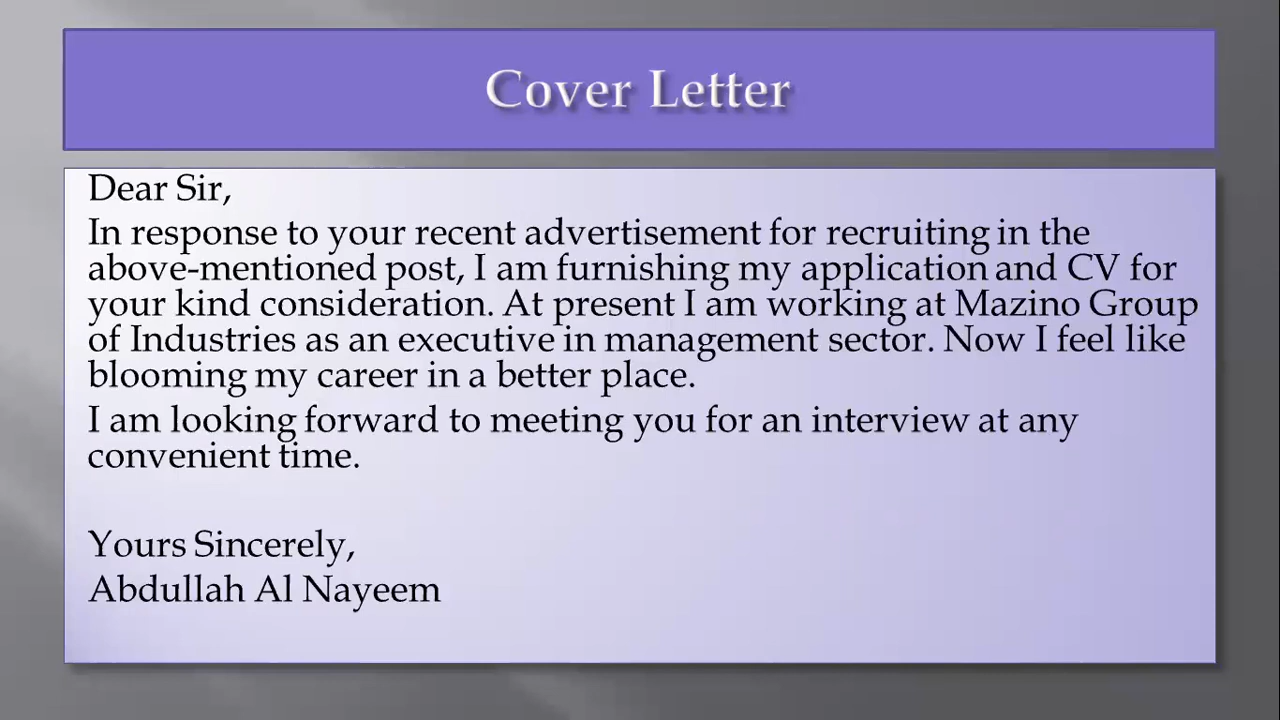 Cover Letter
Dear Sir,
In response to your recent advertisement for recruiting in the
above-mentioned post, I am furnishing my application and CV for
your kind consideration. At present I am working at Mazino Group
of Industries as an executive in management sector. Now I feel like
blooming my career in a better place.
I am looking forward to meeting you for an interview at any
convenient time.
Yours Sincerely,
Abdullah Al Nayeem